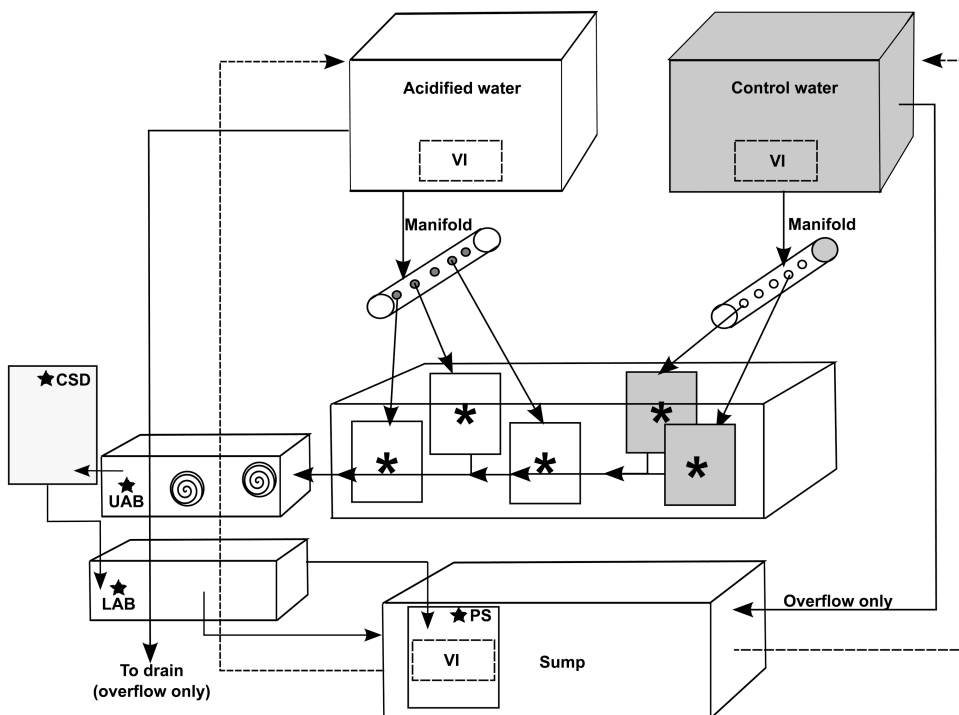 Acidified water
Control water
VI
VI
Manifold
Manifold
★CSD
*
*
*
*
*
UAB
LAB
Overflow only
★PS
VI
Sump
To drain
(overflow only)